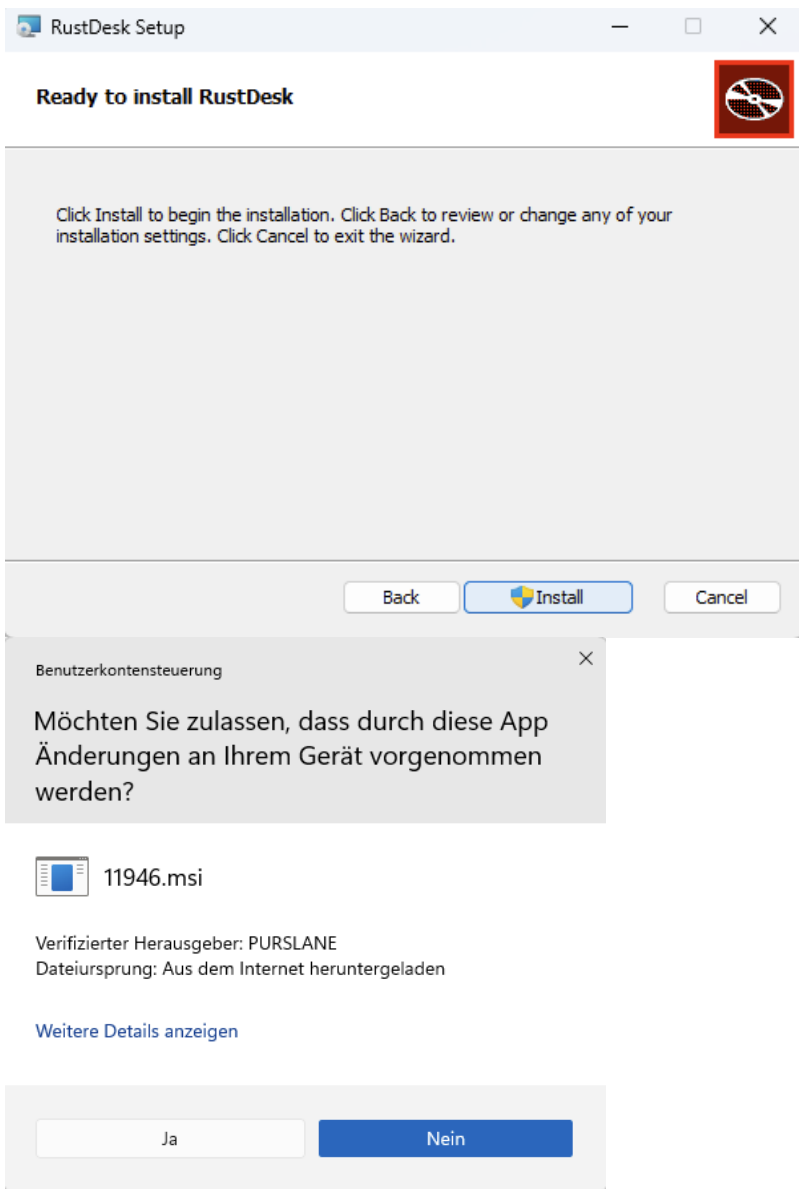 RustDesk Setup
Ready to install RustDesk
Click Install to begin the installation. Click Back to review or change any of your
installation settings. Click Cancel to exit the wizard.
Back
Install
Cancel
Benutzerkontensteuerung
Möchten Sie zulassen, dass durch diese App
Änderungen an Ihrem Gerät vorgenommen
werden?
11946.msi
Verifizierter Herausgeber: PURSLANE
Dateiursprung: Aus dem Internet heruntergeladen
Weitere Details anzeigen
Ja
Nein